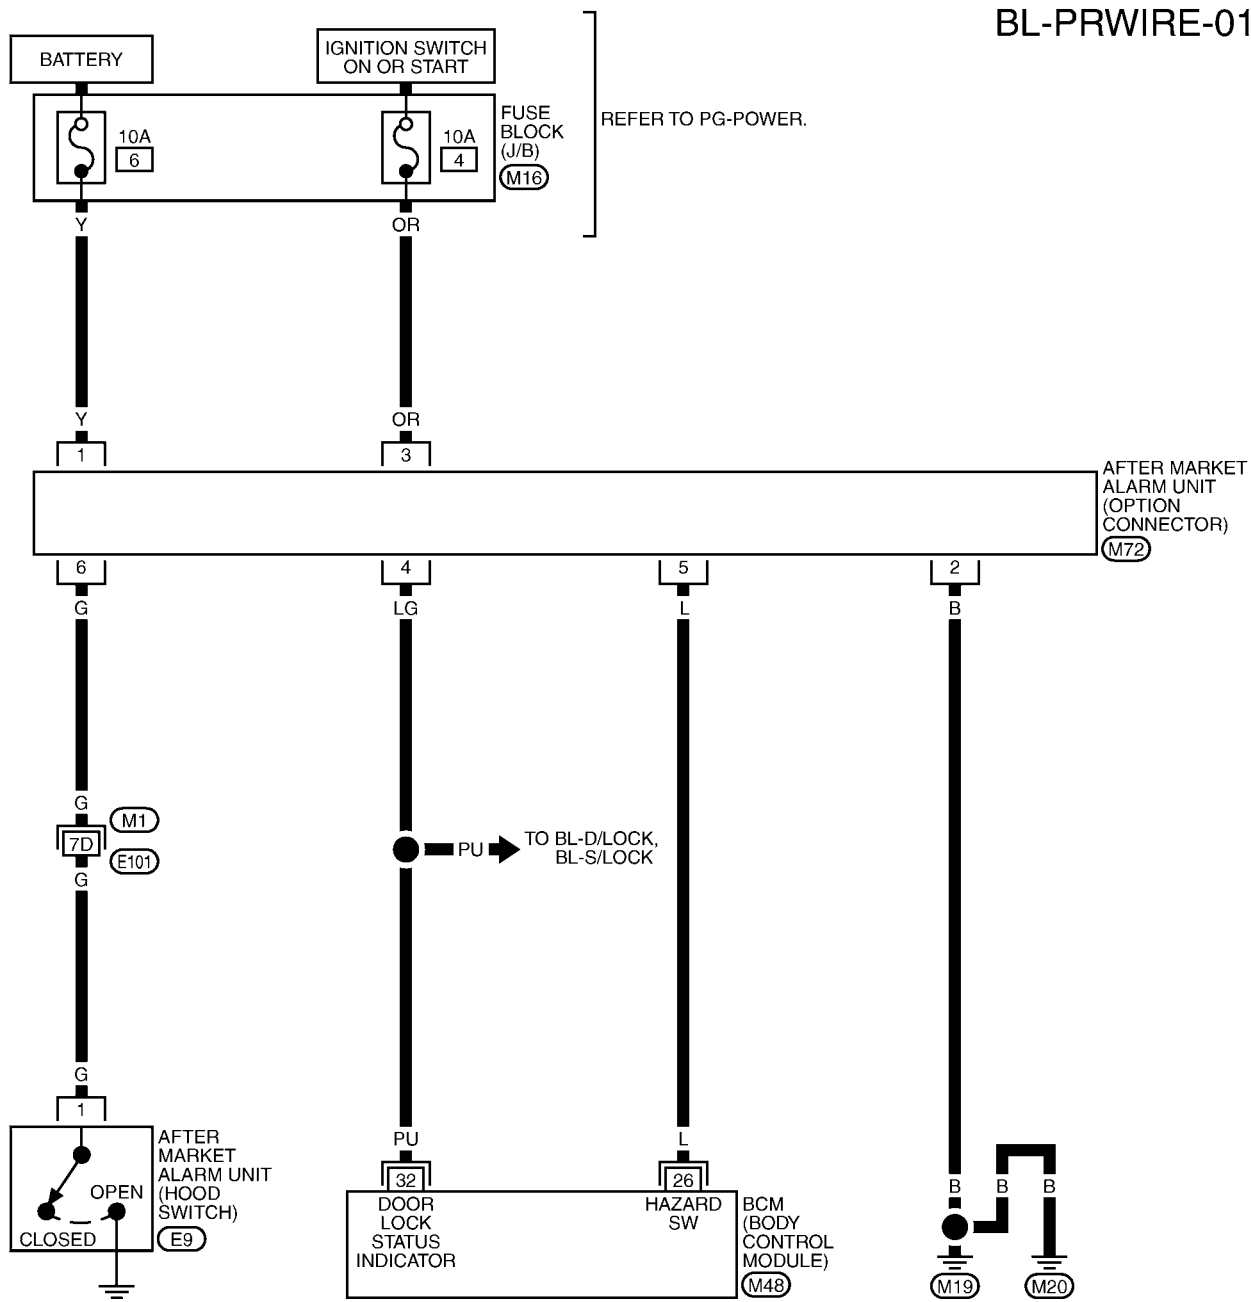 BL-PRWIRE-01
BATTERY
IGNITION SWITCH
ON OR START
10A
6
10A
4
FUSE
BLOCK
(J/B)
M16
REFER TO PG-POWER.
Y
OR
Y
OR
1
3
AFTER MARKET
ALARM UNIT
(OPTION
CONNECTOR)
M72
6
4
5
2
G
LG
L
B
G
M1
7D
E101
G
PU
TO BL-D/LOCK,
BL-S/LOCK
G
1
AFTER
MARKET
ALARM UNIT
(HOOD
SWITCH)
E9
OPEN
CLOSED
PU
L
32
26
DOOR
LOCK
STATUS
INDICATOR
HAZARD
SW
BCM
(BODY
CONTROL
MODULE)
M48
B
B
B
M19
M20